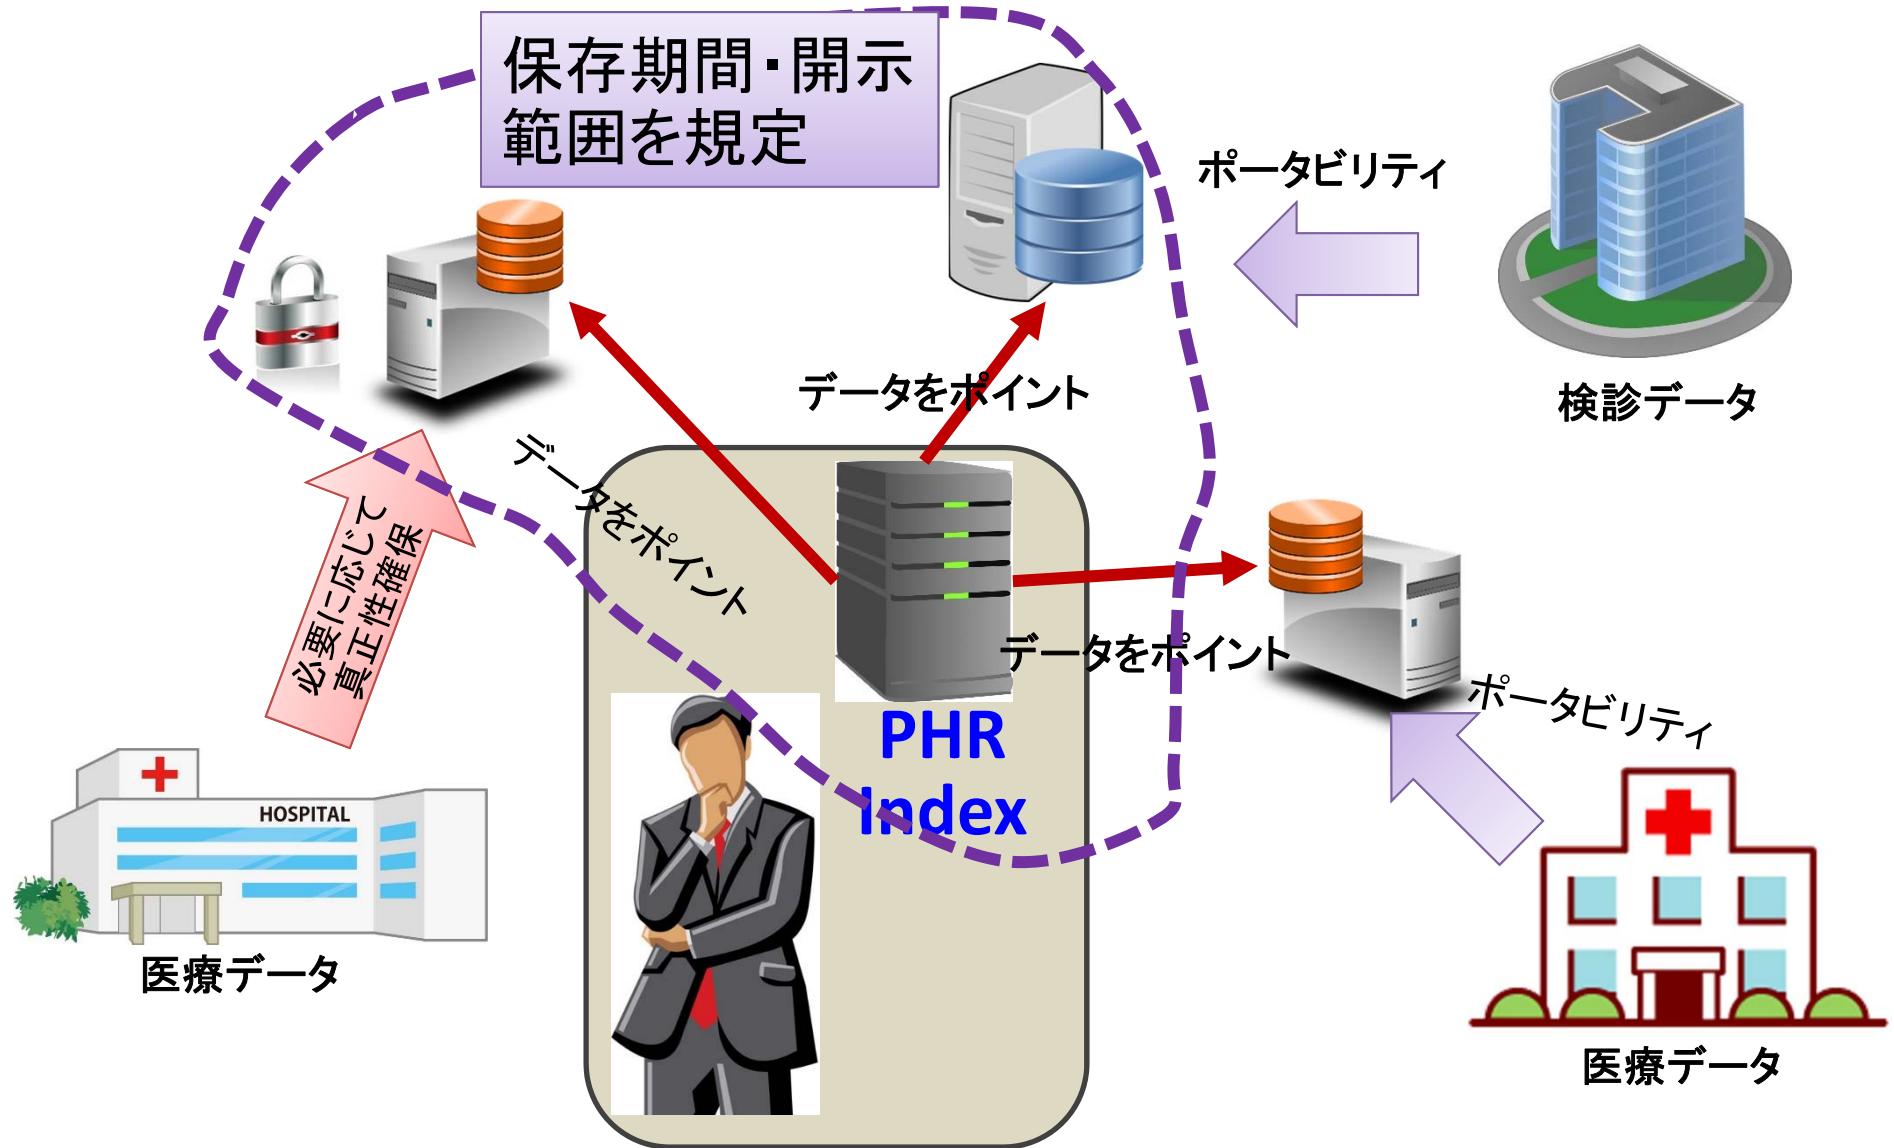 保存期間・開示
範囲を規定
ポータビリティ
検診データ
データをポイント
データをポイント
必要に応じて
真正性確保
データをポイント
ポータビリティ
PHR
Index
HOSPITAL
医療データ
医療データ